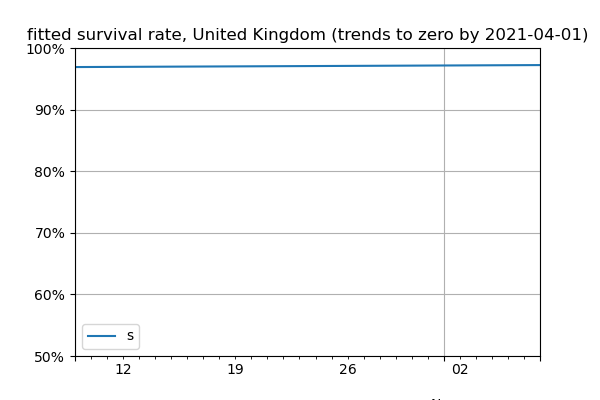 fitted survival rate, United Kingdom (trends to zero by 2021-04-01)
100%
90%
80%
70%
60%
50%
s
12 19 26 02